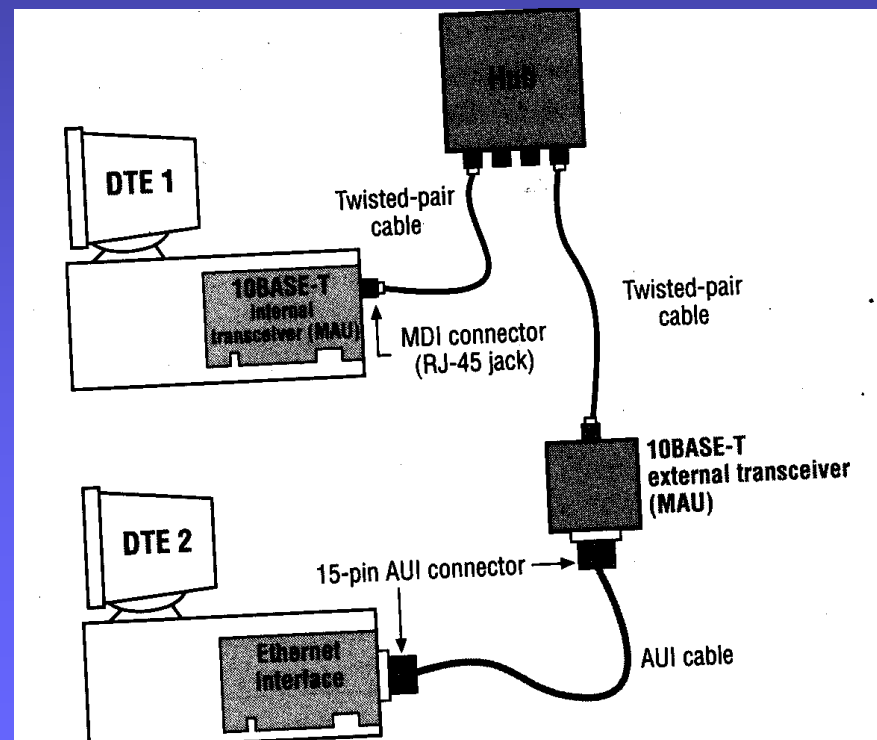 Hub
DTE 1
Twisted-pair
cable
10BASE-T
internal
transceiver (MAU)
MDI connector
(RJ-45 jack)
Twisted-pair
cable
10BASE-T
external transceiver
(MAU)
DTE 2
15-pin AUI connector
Ethernet
interface
AUI cable